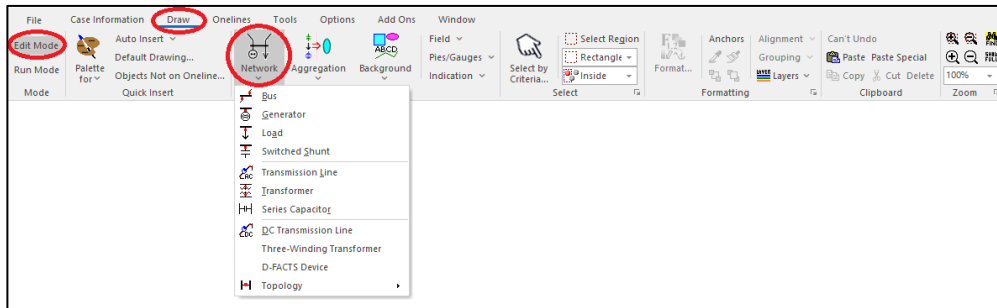 File Case Information Draw Onelines Tools Options Add Ons Window
Edit Mode
Run Mode
Mode
Palette for
Auto Insert
Default Drawing...
Objects Not on Oneline...
Quick Insert
Network
Aggregation
ABCD
Background
Field
Pies/Gauges
Indication
Select by Criteria...
Select Region
Rectangle
Inside
Select
Format...
Anchors
Alignment
Grouping
Layers
Formatting
Can't Undo
Paste Paste Special
Copy Cut Delete
Clipboard
100%
Zoom
Bus
Generator
Load
Switched Shunt
CAC Transmission Line
Transformer
Series Capacitor
CDC DC Transmission Line
Three-Winding Transformer
D-FACTS Device
Topology